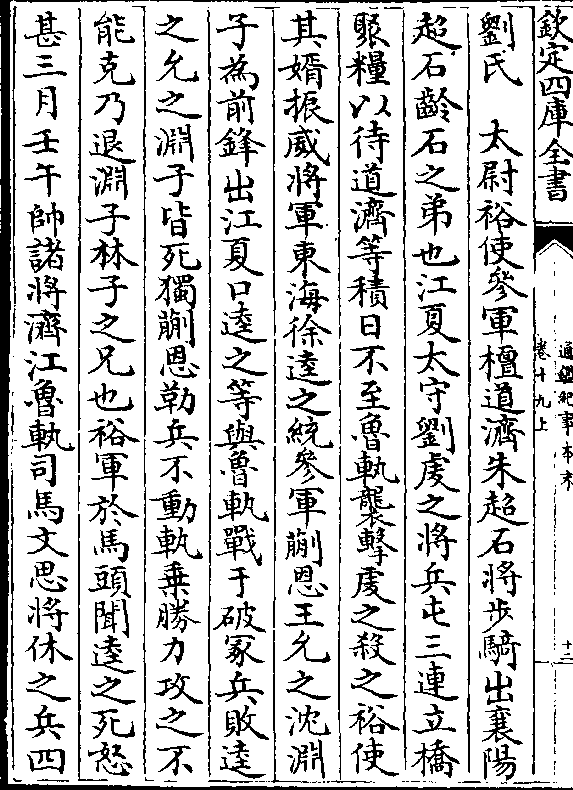 欽定四庫全書
通鑑紀事本末
卷十九上
十二
劉氏　太尉裕使參軍檀道濟朱超石將步騎出襄陽
超石齡石之弟也江夏太守劉虔之將兵屯三連立橋
聚糧以待道濟等積日不至魯軌襲擊虔之殺之裕使
其婿振威將軍東海徐逵之統參軍蒯恩王允之沈淵
子為前鋒出江夏口逵之等與魯軌戰于破冢兵敗逵
之允之淵子皆死獨蒯恩勒兵不動軌乗勝力攻之不
能克乃退淵子林子之兄也裕軍於馬頭聞逵之死怒
甚三月壬午帥諸將濟江魯軌司馬文思將休之兵四